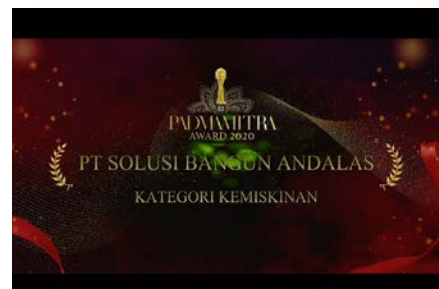 PADMAMITRA
AWARD 2020
PT SOLUSI BANGUN ANDALAS
KATEGORI KEMISKINAN